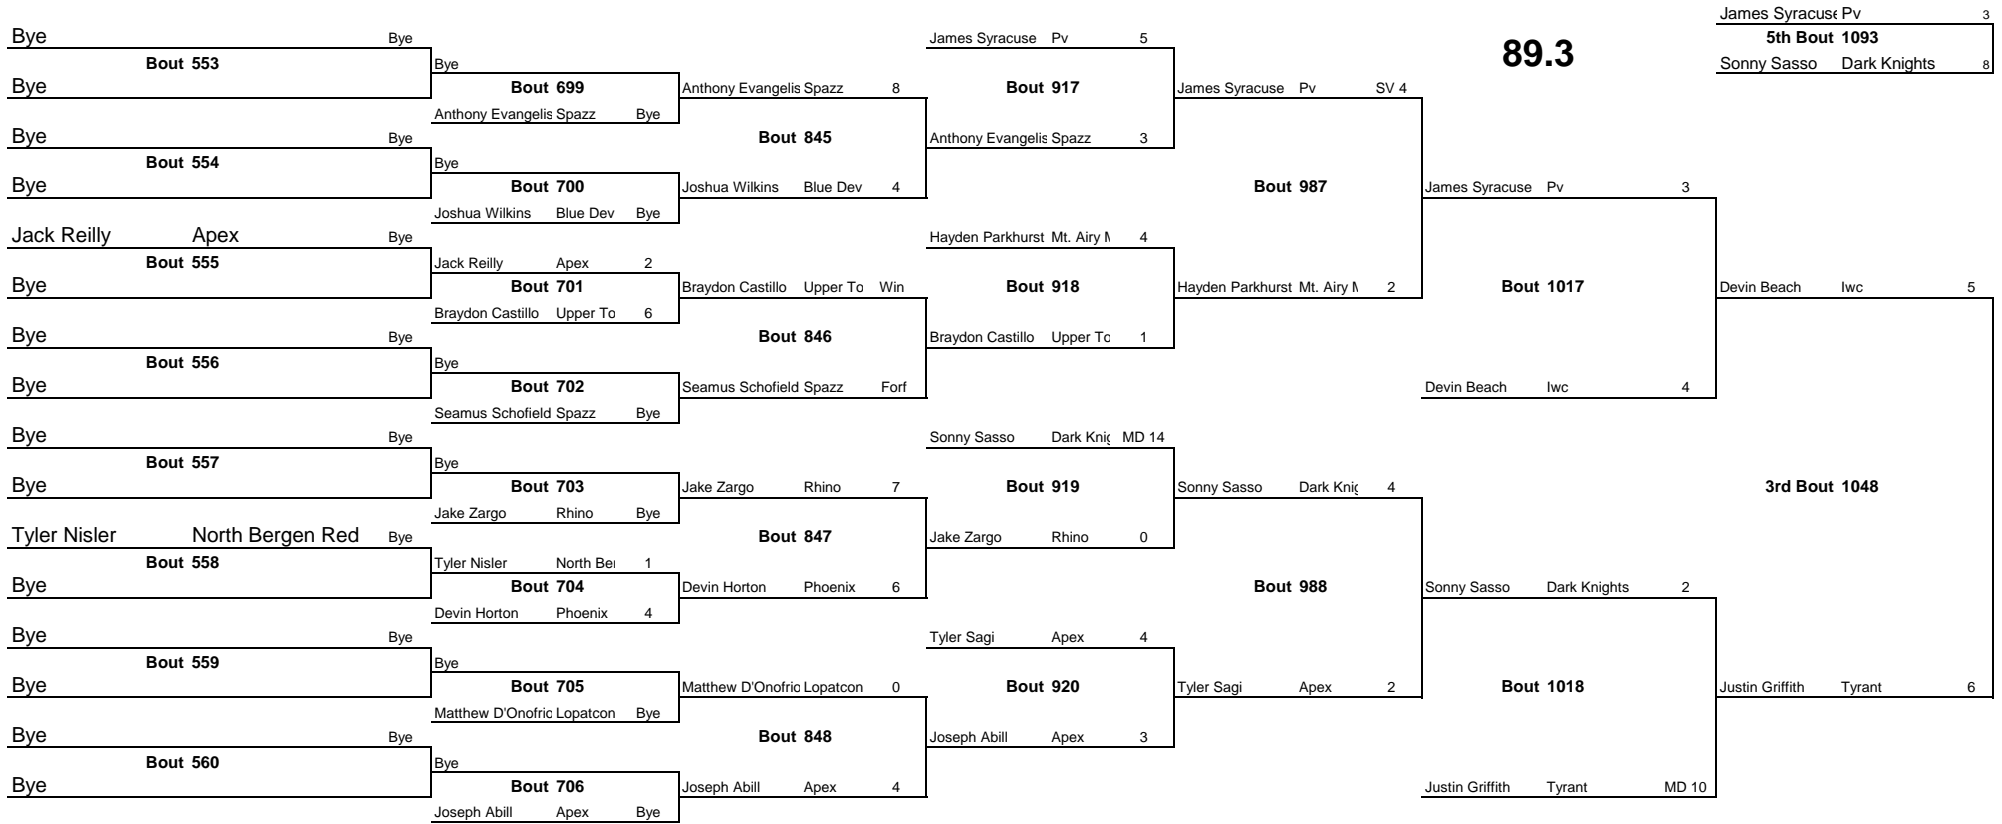 James Syracuse Pv 3
Bye Bye James Syracuse Pv 5 89.3 5th Bout 1093
Bout 553 Bye Sonny Sasso Dark Knights 8
Bye Bout 699 Anthony Evangelis Spazz 8 Bout 917 James Syracuse Pv SV 4
Anthony Evangelis Spazz Bye
Bye Bye Bout 845 Anthony Evangelis Spazz 3
Bout 554 Bye
Bye Bout 700 Joshua Wilkins Blue Dev 4 Bout 987 James Syracuse Pv 3
Joshua Wilkins Blue Dev Bye
Jack Reilly Apex Bye Hayden Parkhurst Mt. Airy 4
Bout 555 Jack Reilly Apex 2
Bye Bout 701 Braydon Castillo Upper To Win Bout 918 Hayden Parkhurst Mt. Airy 2 Bout 1017 Devin Beach Iwc 5
Braydon Castillo Upper To 6
Bye Bye Bout 846 Braydon Castillo Upper To 1
Bout 556 Bye
Bye Bout 702 Seamus Schofield Spazz Forf Devin Beach Iwc 4
Seamus Schofield Spazz Bye
Bye Bye Sonny Sasso Dark Knig MD 14
Bout 557 Bye
Bye Bout 703 Jake Zargo Rhino 7 Bout 919 Sonny Sasso Dark Knig 4 3rd Bout 1048
Jake Zargo Rhino Bye
Tyler Nisler North Bergen Red Bye Bout 847 Jake Zargo Rhino 0
Bout 558 Tyler Nisler North Ber 1
Bye Bout 704 Devin Horton Phoenix 6 Bout 988 Sonny Sasso Dark Knights 2
Devin Horton Phoenix 4
Bye Bye Tyler Sagi Apex 4
Bout 559 Bye
Bye Bout 705 Matthew D'Onofric Lopatcon 0 Bout 920 Tyler Sagi Apex 2 Bout 1018 Justin Griffith Tyrant 6
Matthew D'Onofric Lopatcon Bye
Bye Bye Bout 848 Joseph Abill Apex 3
Bout 560 Bye
Bye Bout 706 Joseph Abill Apex 4 Justin Griffith Tyrant MD 10
Joseph Abill Apex Bye